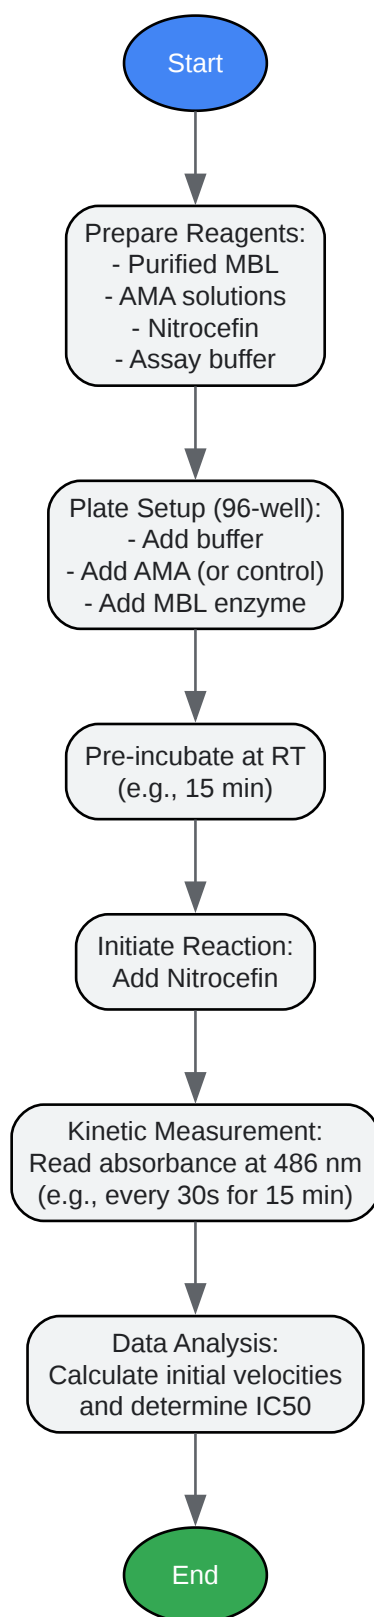 Start
Prepare Reagents:
- Purified MBL
- AMA solutions
- Nitrocefin
- Assay buffer
Plate Setup (96-well):
- Add buffer
- Add AMA (or control)
- Add MBL enzyme
Pre-incubate at RT
(e.g., 15 min)
Initiate Reaction:
Add Nitrocefin
Kinetic Measurement:
Read absorbance at 486 nm
(e.g., every 30s for 15 min)
Data Analysis:
Calculate initial velocities
and determine IC50
End